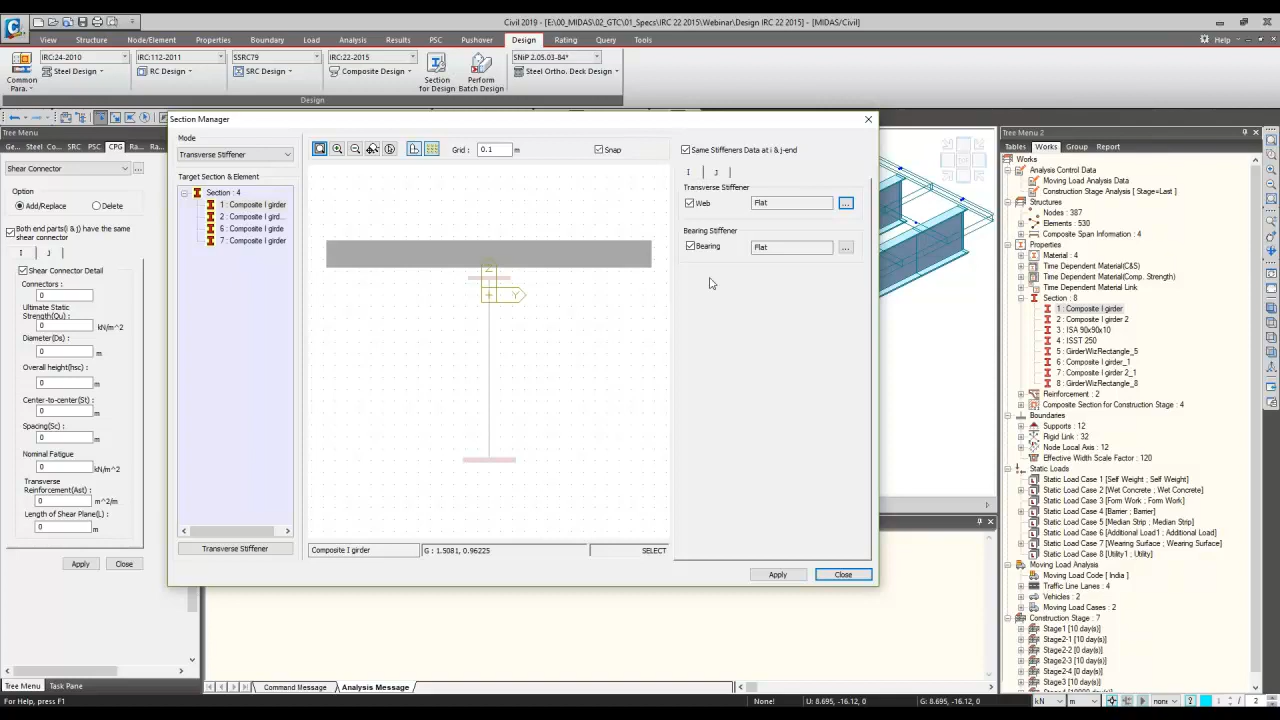 Civil 2019 - [E:\00_MIDAS\02_GTC\01_Specs\IRC 22 2015\Webinar\Design IRC 22 2015] - [MIDAS/Civil]
View Structure Node/Element Properties Boundary Load Analysis Results PSC Pushover Design Rating Query Tools Help
Common Para.
IRC:24-2010
Steel Design
IRC:112-2011
RC Design
SSRC79
SRC Design
IRC:22-2015
Composite Design
Section for Design
Perform Batch Design
SNiP 2.05.03-84*
Steel Ortho. Deck Design
Design
Tree Menu
Ge... Steel Co... SRC PSC. CPG Ra... Ra...
Shear Connector
Option
Add/Replace Delete
Both end parts(i & j) have the same shear connector
I J
Shear Connector Detail
Connectors :
0
Ultimate Static Strength(Qu) :
0 kN/m^2
Diameter(Ds) :
0 m
Overall height(hsc) :
0 m
Center-to-center(St) :
0 m
Spacing(Sc) :
0 m
Nominal Fatigue
0 kN/m^2
Transverse Reinforcement(Ast) :
0 m^2/m
Length of Shear Plane(L) :
0 m
Apply Close
Tree Menu Task Pane
Section Manager
Mode
Transverse Stiffener
Target Section & Element
Section : 4
1 : Composite I girder
2 : Composite I gird...
6 : Composite I girde
7 : Composite I girder
Transverse Stiffener
Grid : 0.1 m
Snap
Z
Y
Composite I girder
G : 1.5081, 0.96225
SELECT
Same Stiffeners Data at i & j-end
I J
Transverse Stiffener
Web Flat ...
Bearing Stiffener
Bearing Flat ...
Apply Close
Command Message Analysis Message
Tree Menu 2
Tables Works Group Report
Works
Analysis Control Data
Moving Load Analysis Data
Construction Stage Analysis [ Stage=Last ]
Structures
Nodes : 387
Elements : 530
Composite Span Information : 4
Properties
Material : 4
Time Dependent Material(C&S)
Time Dependent Material(Comp. Strength)
Time Dependent Material Link
Section : 8
1 : Composite I girder
2 : Composite I girder 2
3 : ISA 90x90x10
4 : ISST 250
5 : GirderWizRectangle_5
6 : Composite I girder_1
7 : Composite I girder 2_1
8 : GirderWizRectangle_8
Reinforcement : 2
Composite Section for Construction Stage : 4
Boundaries
Supports : 12
Rigid Link : 32
Node Local Axis : 12
Effective Width Scale Factor : 120
Static Loads
Static Load Case 1 [Self Weight ; Self Weight]
Static Load Case 2 [Wet Concrete ; Wet Concrete]
Static Load Case 3 [Form Work ; Form Work]
Static Load Case 4 [Barrier ; Barrier]
Static Load Case 5 [Median Strip ; Median Strip]
Static Load Case 6 [Additional Load1 ; Additional Load]
Static Load Case 7 [Wearing Surface ; Wearing Surface]
Static Load Case 8 [Utility1 ; Utility]
Moving Load Analysis
Moving Load Code [ India ]
Traffic Line Lanes : 4
Vehicles : 2
Moving Load Cases : 2
Construction Stage : 7
Stage1 [10 day(s)]
Stage2-1 [10 day(s)]
Stage2-2 [0 day(s)]
Stage2-3 [10 day(s)]
Stage2-4 [0 day(s)]
Stage3 [10 day(s)]
For Help, press F1
None!
U: 8.695, -16.12, 0
G: 8.695, -16.12, 0
kN m
none
1 / 2